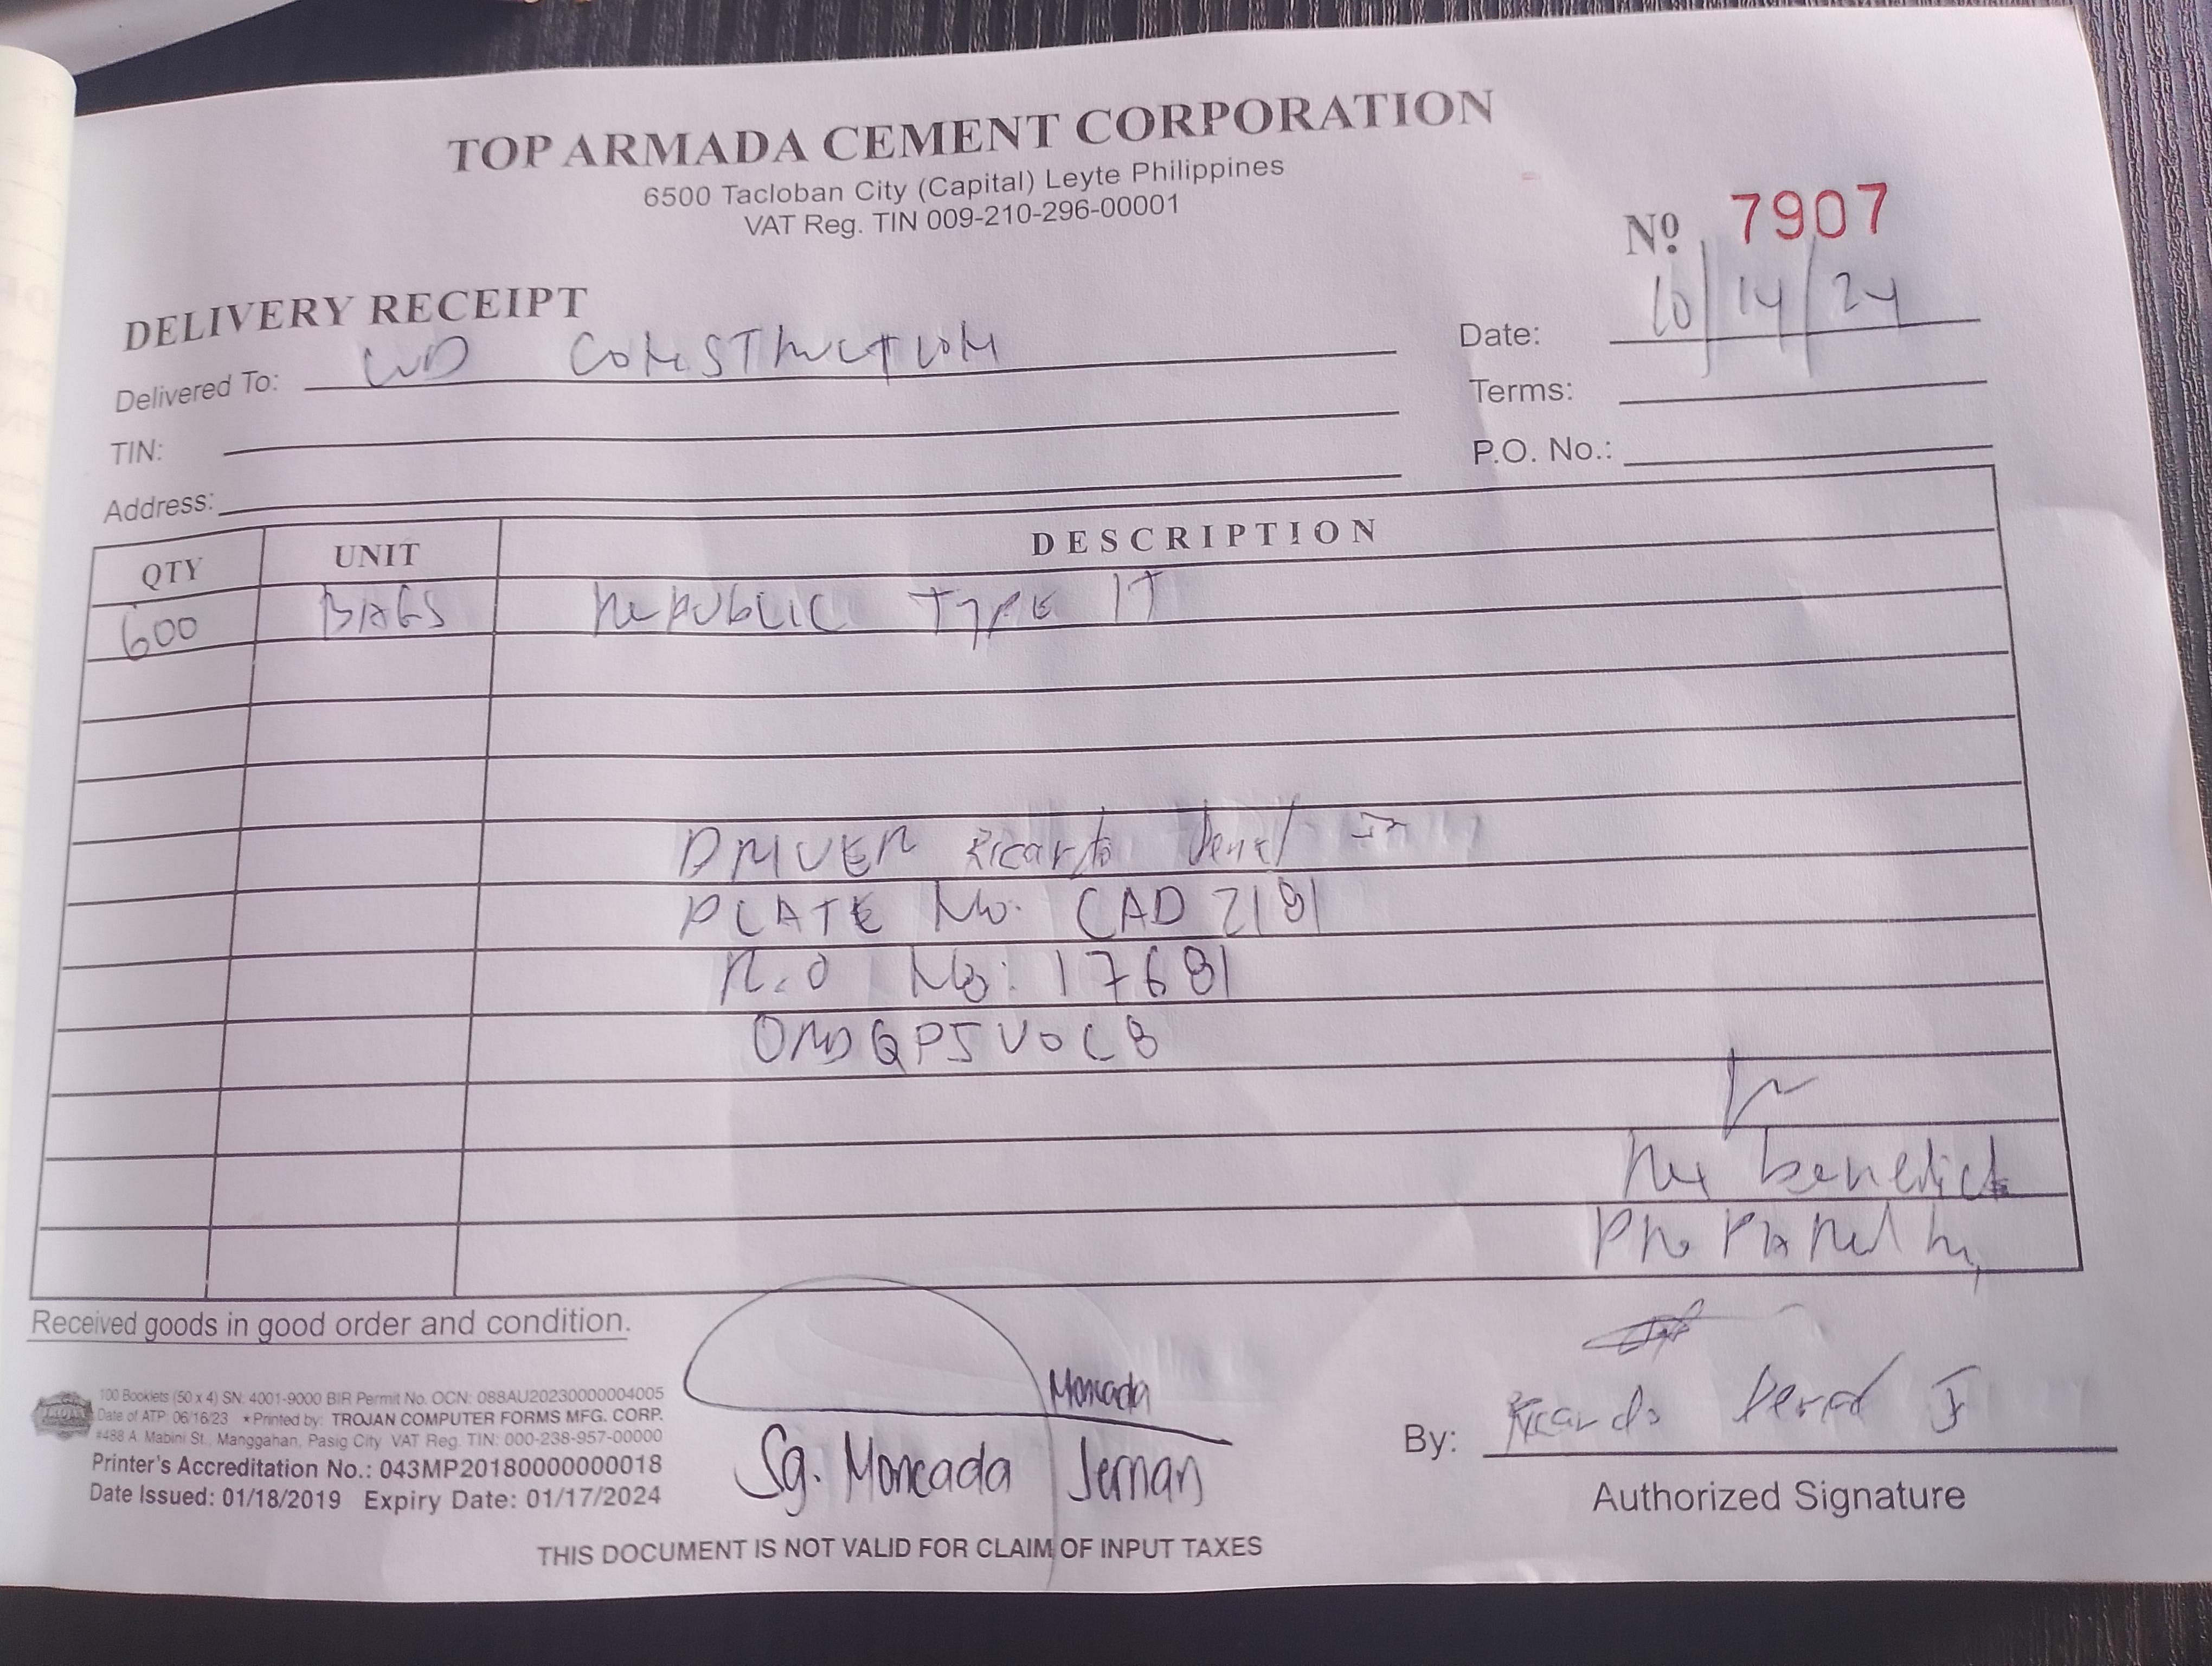 TOP ARMADA CEMENT CORPORATION
6500 Tacloban City (Capital) Leyte Philippines
VAT Reg. TIN 009-210-296-00001
Nº 7907
DELIVERY RECEIPT
Date: 10/14/24
Delivered To: WD CONSTRUCTION
Terms:
TIN:
P.O. No.:
Address:
QTY UNIT DESCRIPTION
600 BAGS REPUBLIC TYPE 1T
DRIVER Ricardo Jr
PLATE No. CAD 2181
R.O No: 17681
Rex benedict
Received goods in good order and condition.
100 Booklets (50 x 4) SN: 4001-9000 BIR Permit No. OCN: 088AU20230000004005
Date of ATP: 06/16/23 ★Printed by: TROJAN COMPUTER FORMS MFG. CORP.
#488 A. Mabini St., Manggahan, Pasig City VAT Reg. TIN: 000-238-957-00000
Printer's Accreditation No.: 043MP20180000000018
Date Issued: 01/18/2019 Expiry Date: 01/17/2024
Moncada
Sg. Moncada Jernan
By: Ricardo Jr
Authorized Signature
THIS DOCUMENT IS NOT VALID FOR CLAIM OF INPUT TAXES